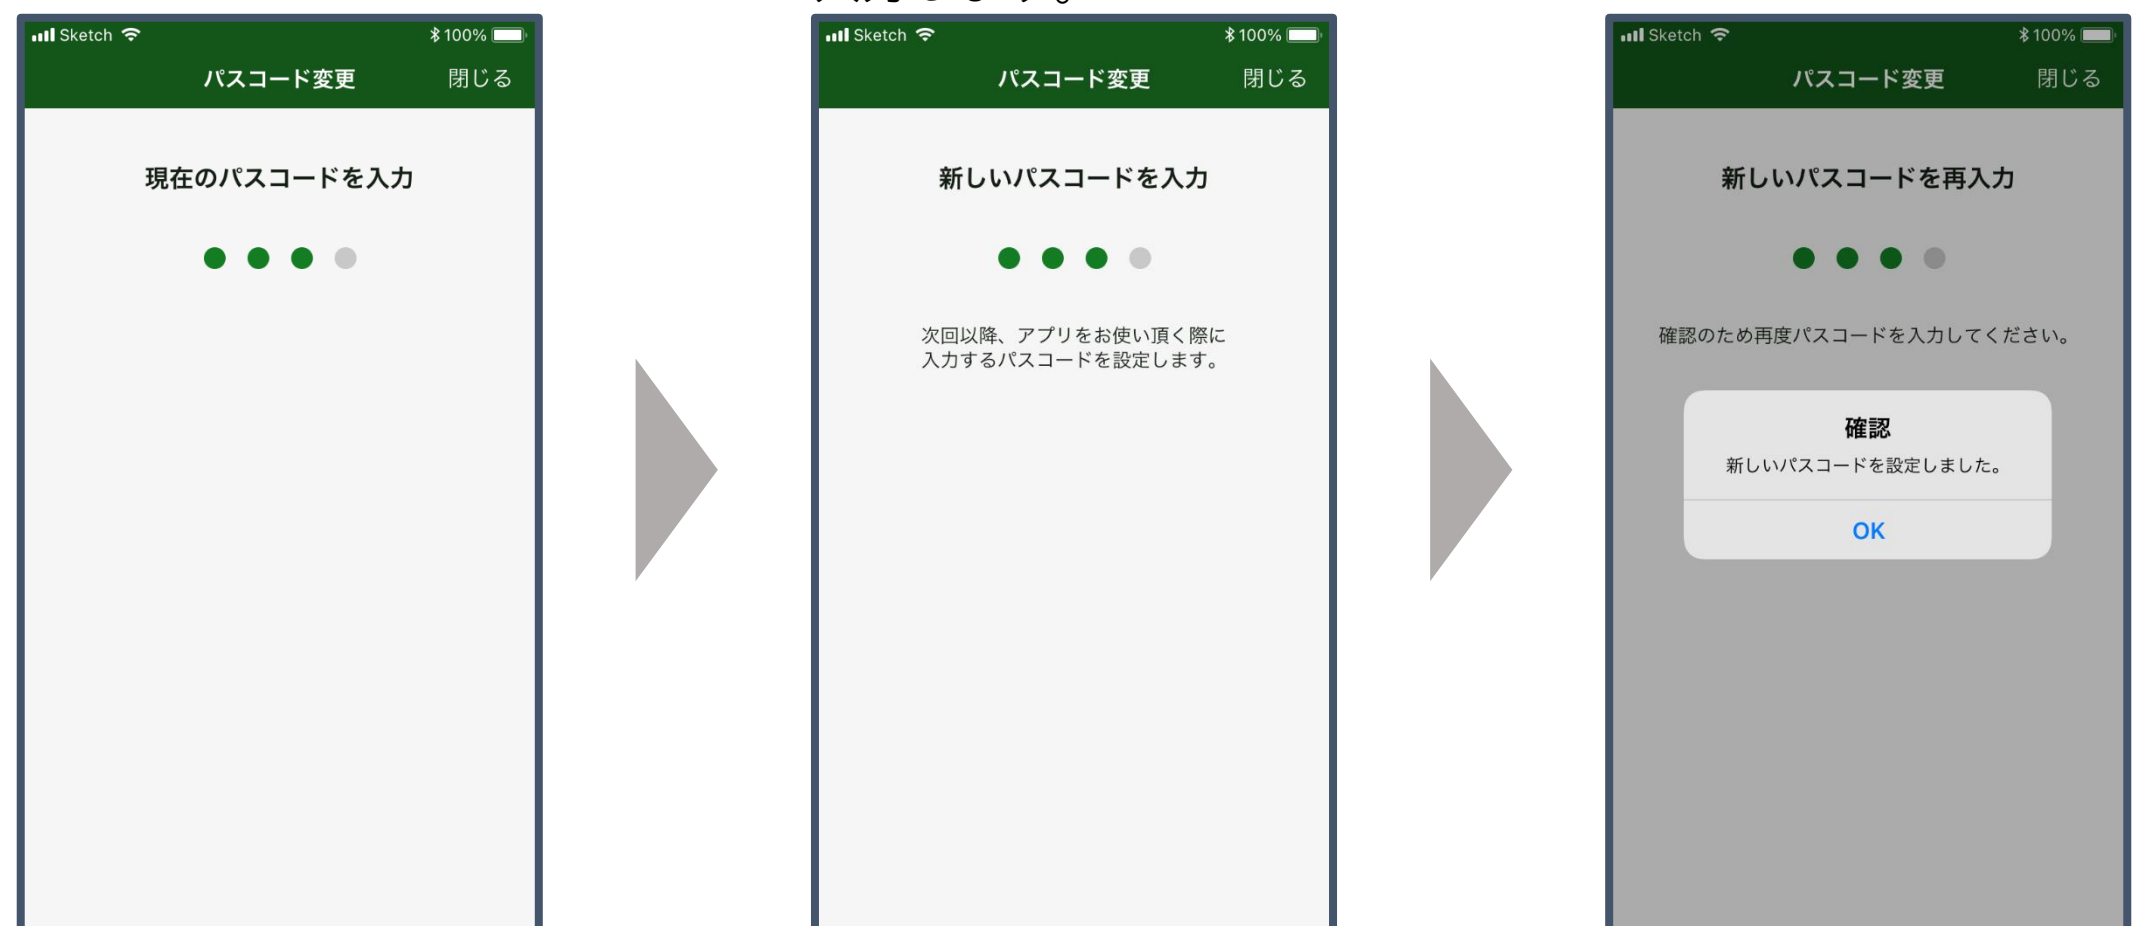 Sketch 100%
パスコード変更 閉じる
現在のパスコードを入力
Sketch 100%
パスコード変更 閉じる
新しいパスコードを入力
次回以降、アプリをお使い頂く際に
入力するパスコードを設定します。
Sketch 100%
パスコード変更 閉じる
新しいパスコードを再入力
確認のため再度パスコードを入力してください。
確認
新しいパスコードを設定しました。
OK